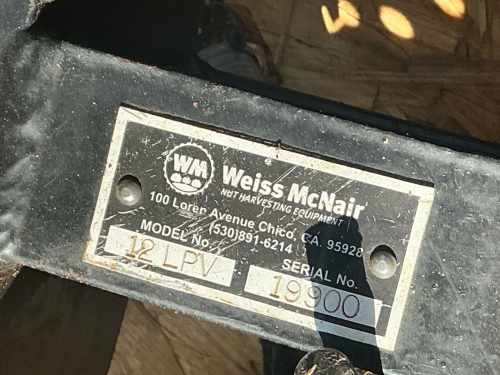 WM
Weiss McNair
NUT HARVESTING EQUIPMENT
100 Loren Avenue Chico, CA. 95928
(530)891-6214
MODEL No.
12 LPV
SERIAL No.
19900